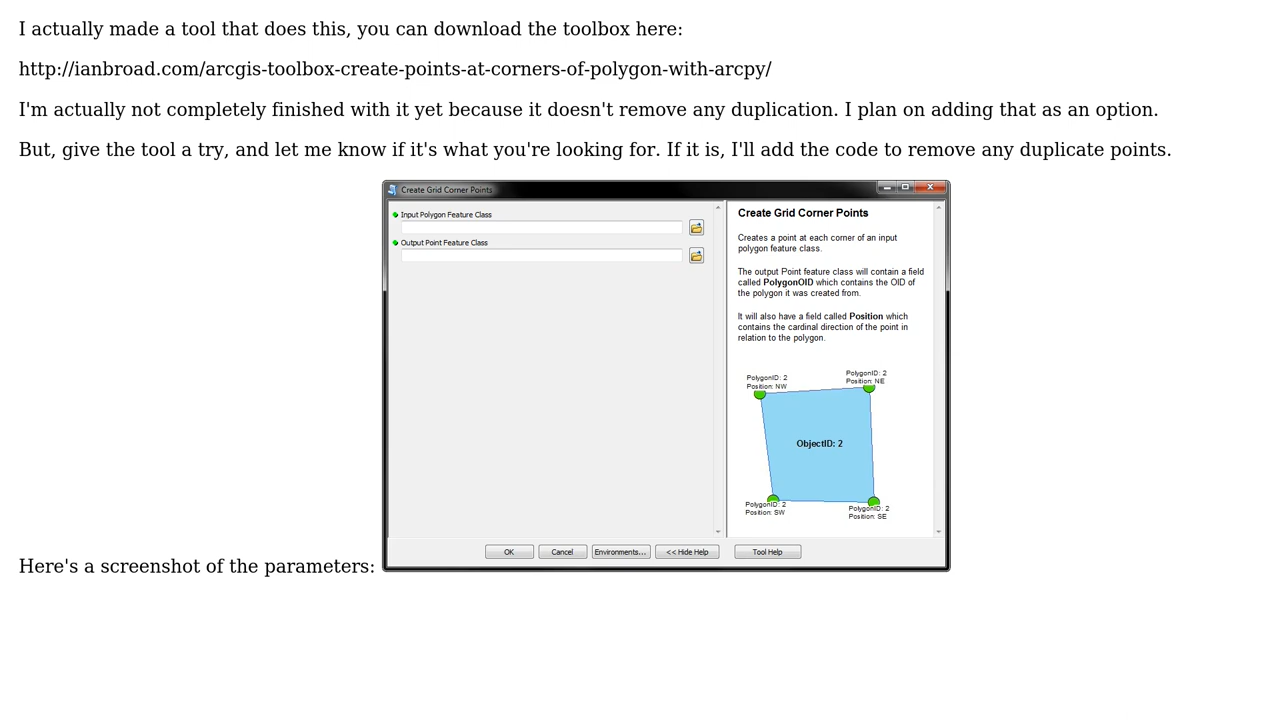 I actually made a tool that does this, you can download the toolbox here:
http://ianbroad.com/arcgis-toolbox-create-points-at-corners-of-polygon-with-arcpy/
I'm actually not completely finished with it yet because it doesn't remove any duplication. I plan on adding that as an option.
But, give the tool a try, and let me know if it's what you're looking for. If it is, I'll add the code to remove any duplicate points.
Here's a screenshot of the parameters:
Create Grid Corner Points
Input Polygon Feature Class
Output Point Feature Class
Create Grid Corner Points
Creates a point at each corner of an input
polygon feature class.
The output Point feature class will contain a field
called PolygonOID which contains the OID of
the polygon it was created from.
It will also have a field called Position which
contains the cardinal direction of the point in
relation to the polygon.
PolygonID: 2
Position: NW
PolygonID: 2
Position: NE
ObjectID: 2
PolygonID: 2
Position: SW
PolygonID: 2
Position: SE
OK
Cancel
Environments...
<< Hide Help
Tool Help